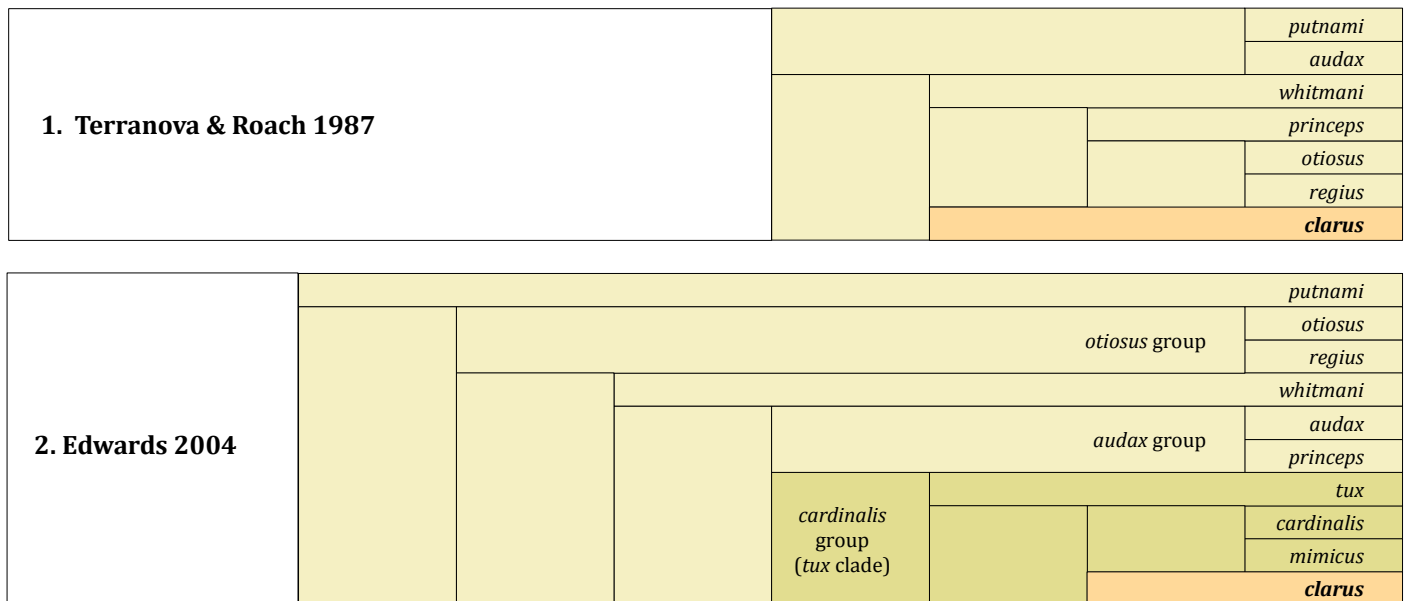 putnami
audax
whitmani
1. Terranova & Roach 1987
princeps
otiosus
regius
clarus
putnami
otiosus
otiosus group
regius
whitmani
audax
2. Edwards 2004
audax group
princeps
tux
cardinalis
group
(tux clade)
cardinalis
mimicus
clarus